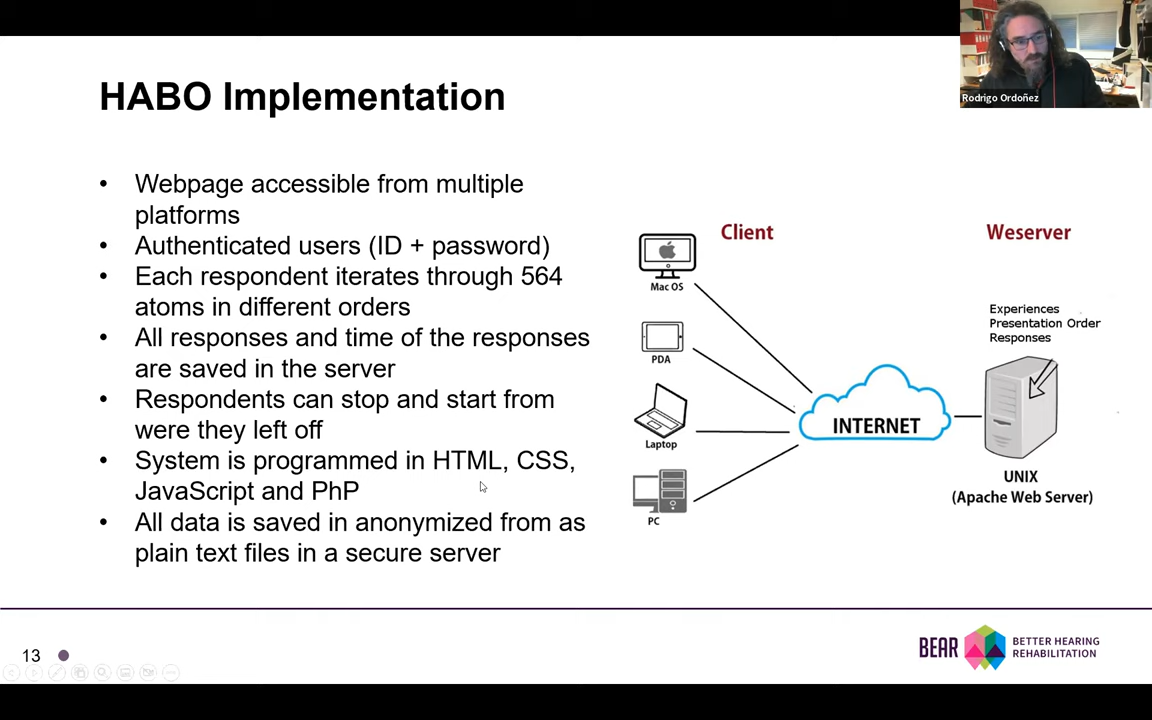 Rodrigo Ordoñez
HABO Implementation
• Webpage accessible from multiple
platforms
• Authenticated users (ID + password)
• Each respondent iterates through 564
atoms in different orders
• All responses and time of the responses
are saved in the server
• Respondents can stop and start from
were they left off
• System is programmed in HTML, CSS,
JavaScript and PhP
• All data is saved in anonymized from as
plain text files in a secure server
Client
Weserver
Mac OS
PDA
Laptop
PC
INTERNET
Experiences
Presentation Order
Responses
UNIX
(Apache Web Server)
13
BEAR
BETTER HEARING
REHABILITATION